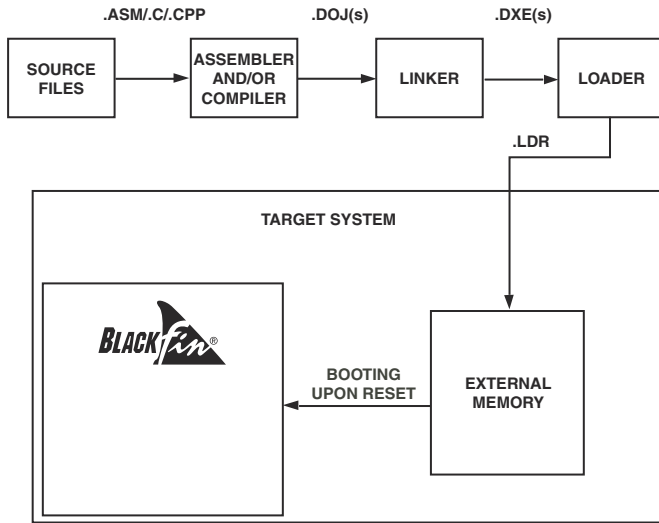 .ASM/.C/.CPP
.DOJ(s)
.DXE(s)
SOURCE
FILES
ASSEMBLER
AND/OR
COMPILER
LINKER
LOADER
.LDR
TARGET SYSTEM
BLACKfin®
BOOTING
UPON RESET
EXTERNAL
MEMORY